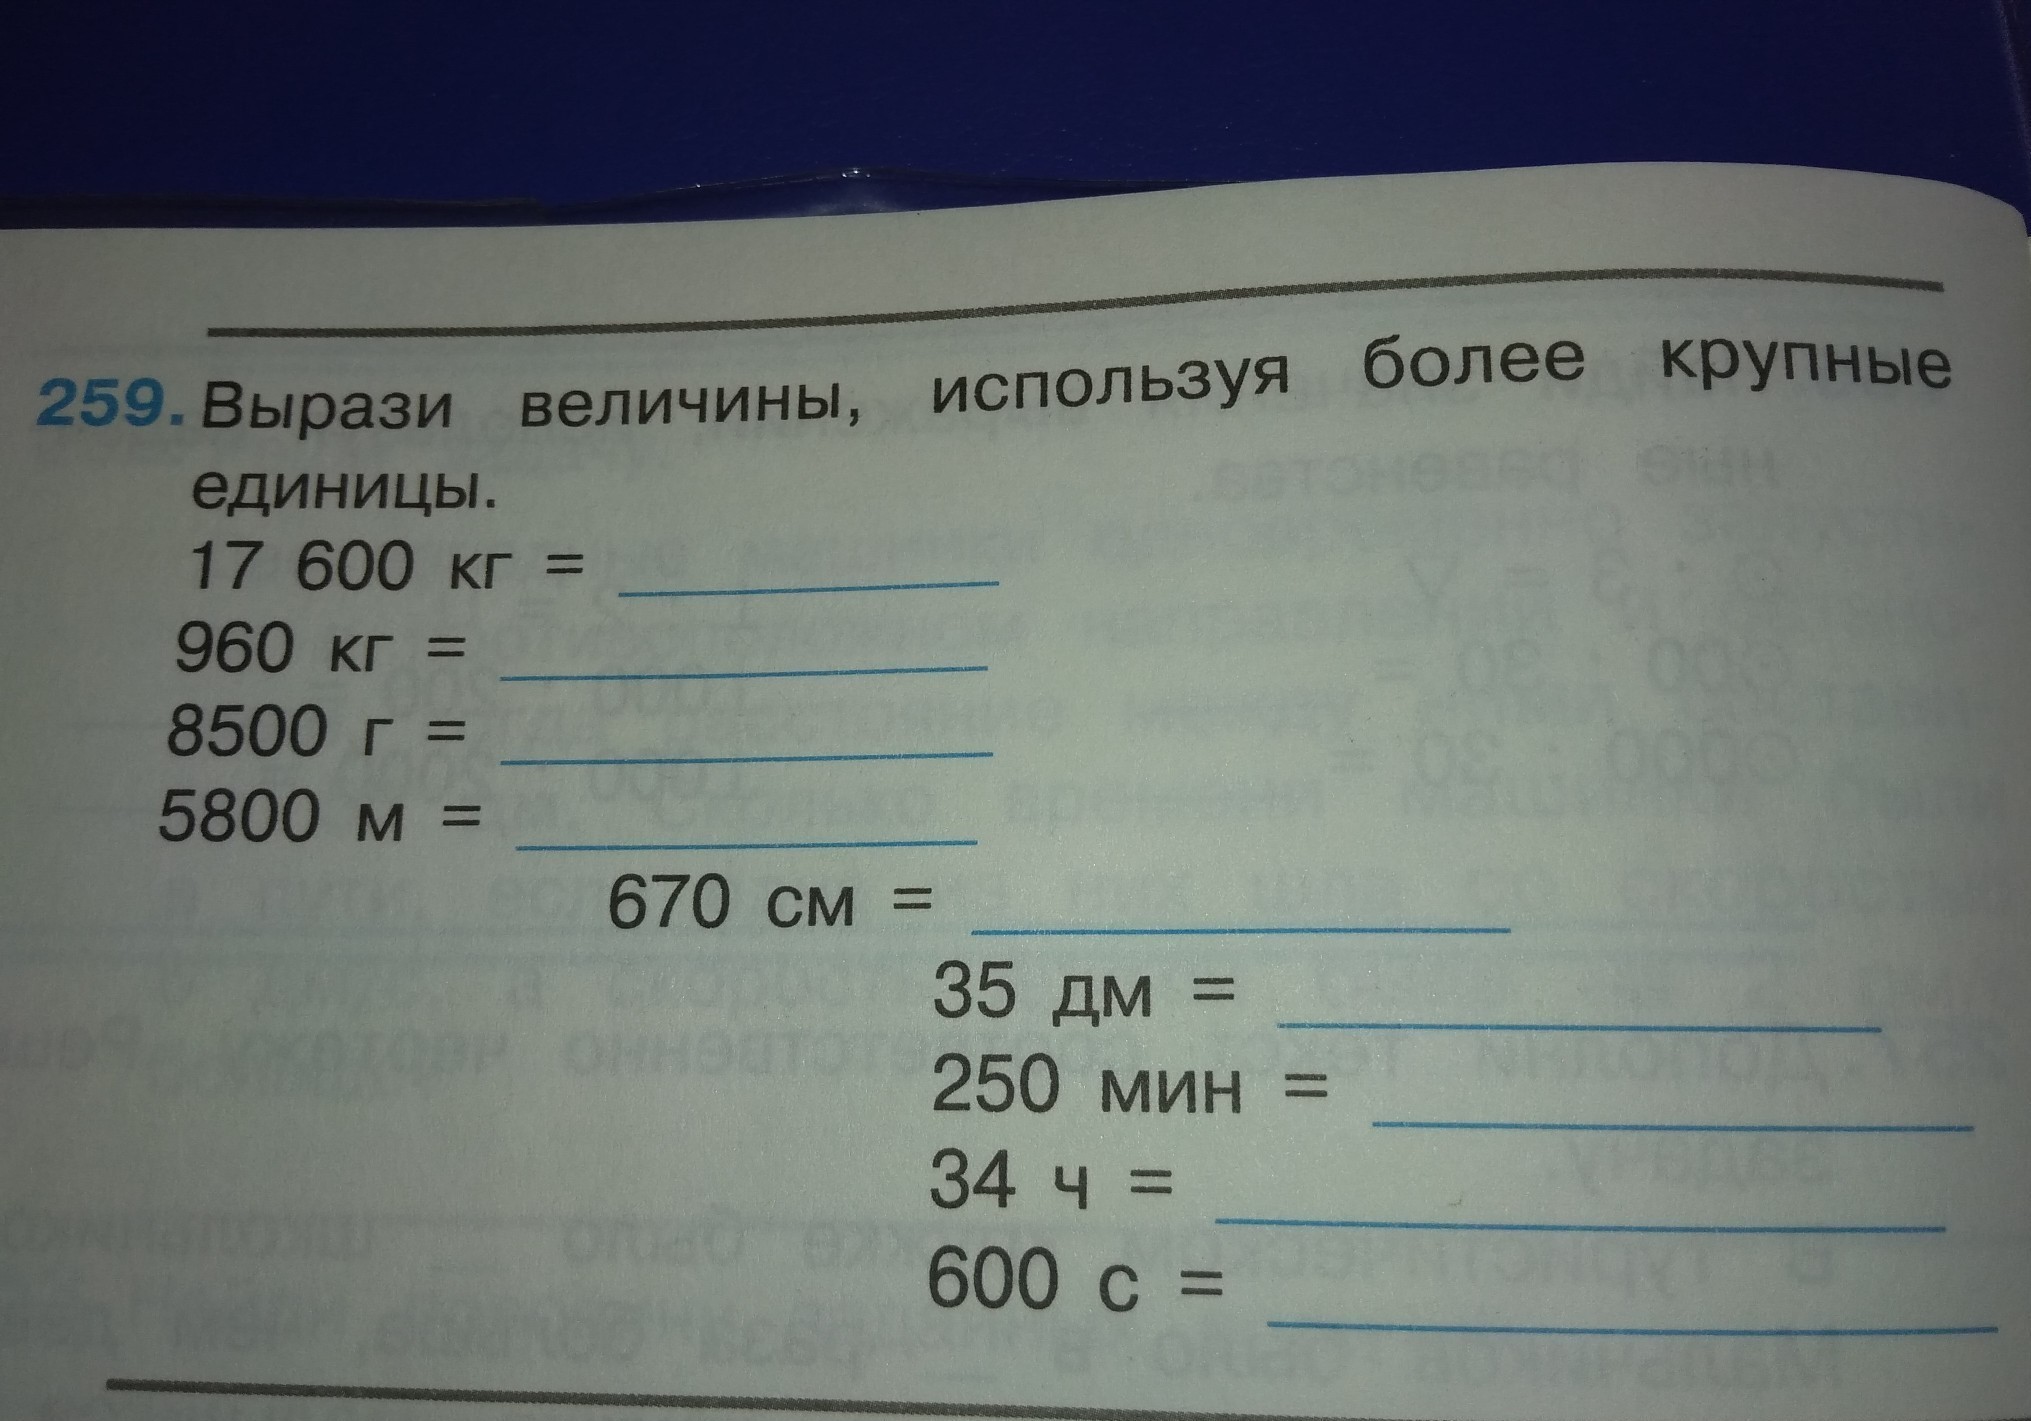 259. Вырази величины, используя более крупные
единицы.
17 600 кг =
960 кг =
8500 г =
5800 м =
670 см =
35 дм =
250 мин =
34 ч =
600 с =